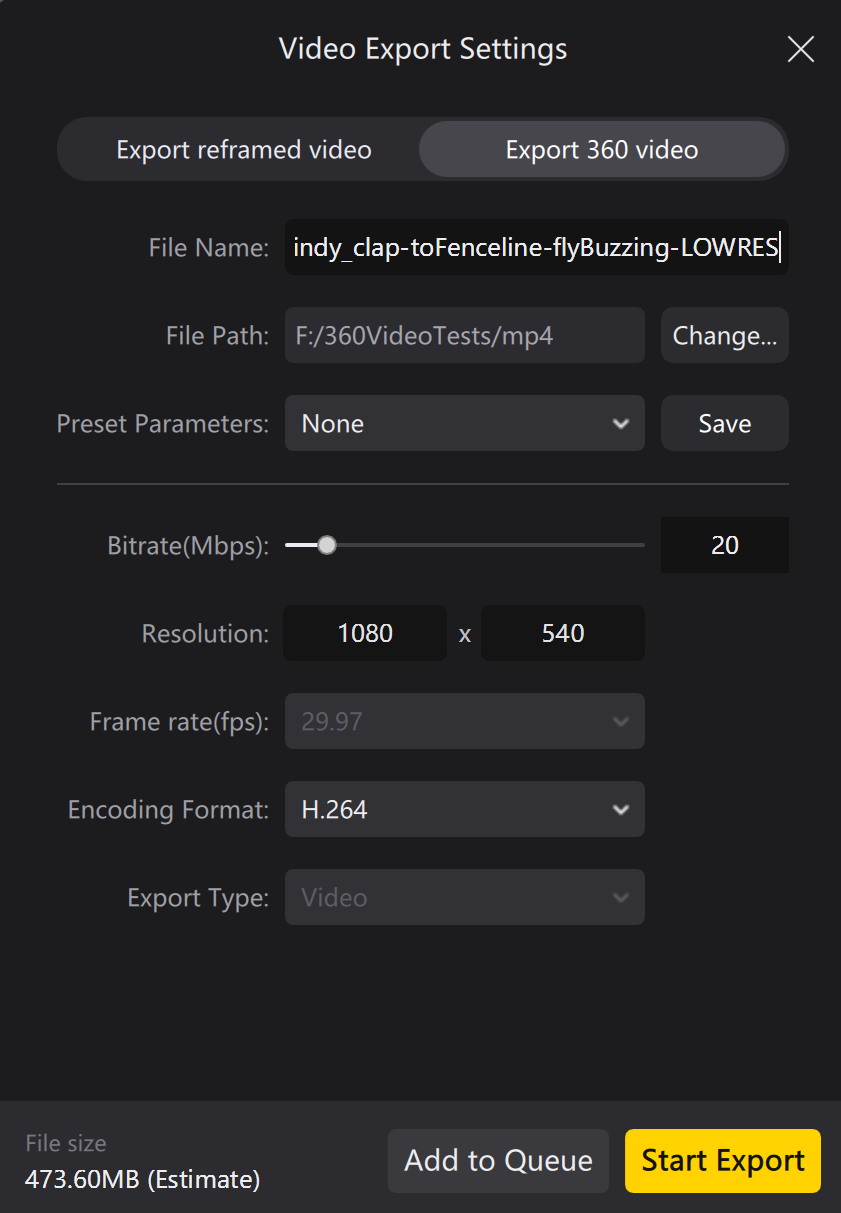 Video Export Settings
Export reframed video Export 360 video
File Name: indy_clap-toFenceline-flyBuzzing-LOWRES
File Path: F:/360VideoTests/mp4 Change...
Preset Parameters: None Save
Bitrate(Mbps): 20
Resolution: 1080 x 540
Frame rate(fps): 29.97
Encoding Format: H.264
Export Type: Video
File size
473.60MB (Estimate) Add to Queue Start Export